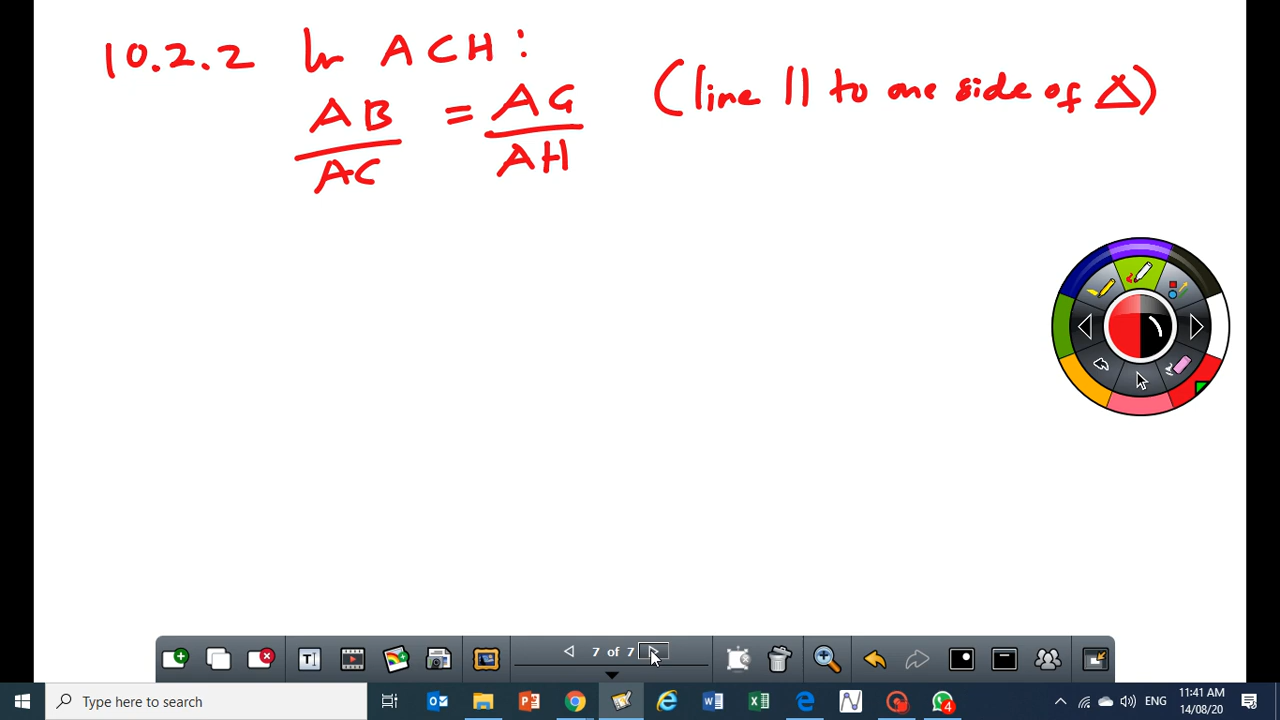 10.2.2 In ACH:
AB/AC = AG/AH (line || to one side of Δ)
7 of 7
Type here to search
4
ENG
11:41 AM
14/08/20